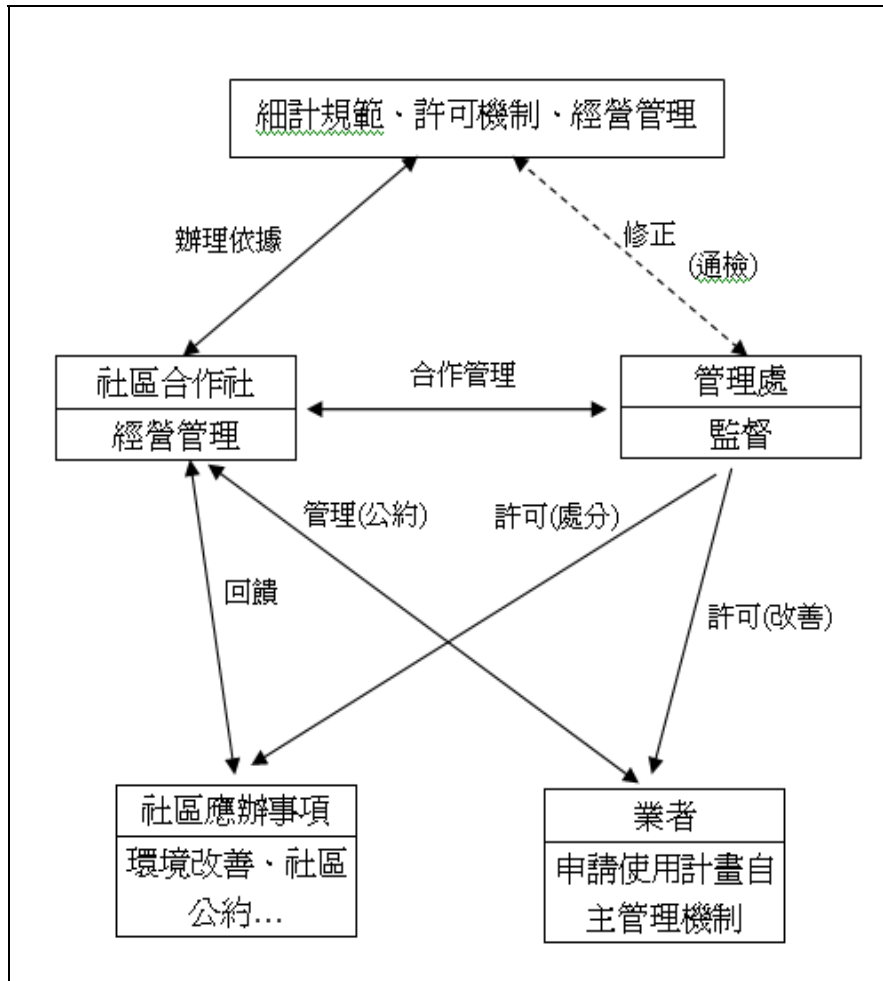 細計規範、許可機制、經營管理
辦理依據
修正
(通檢)
社區合作社
經營管理
合作管理
管理處
監督
管理(公約)
許可(處分)
回饋
許可(改善)
社區應辦事項
環境改善、社區
公約…
業者
申請使用計畫自
主管理機制